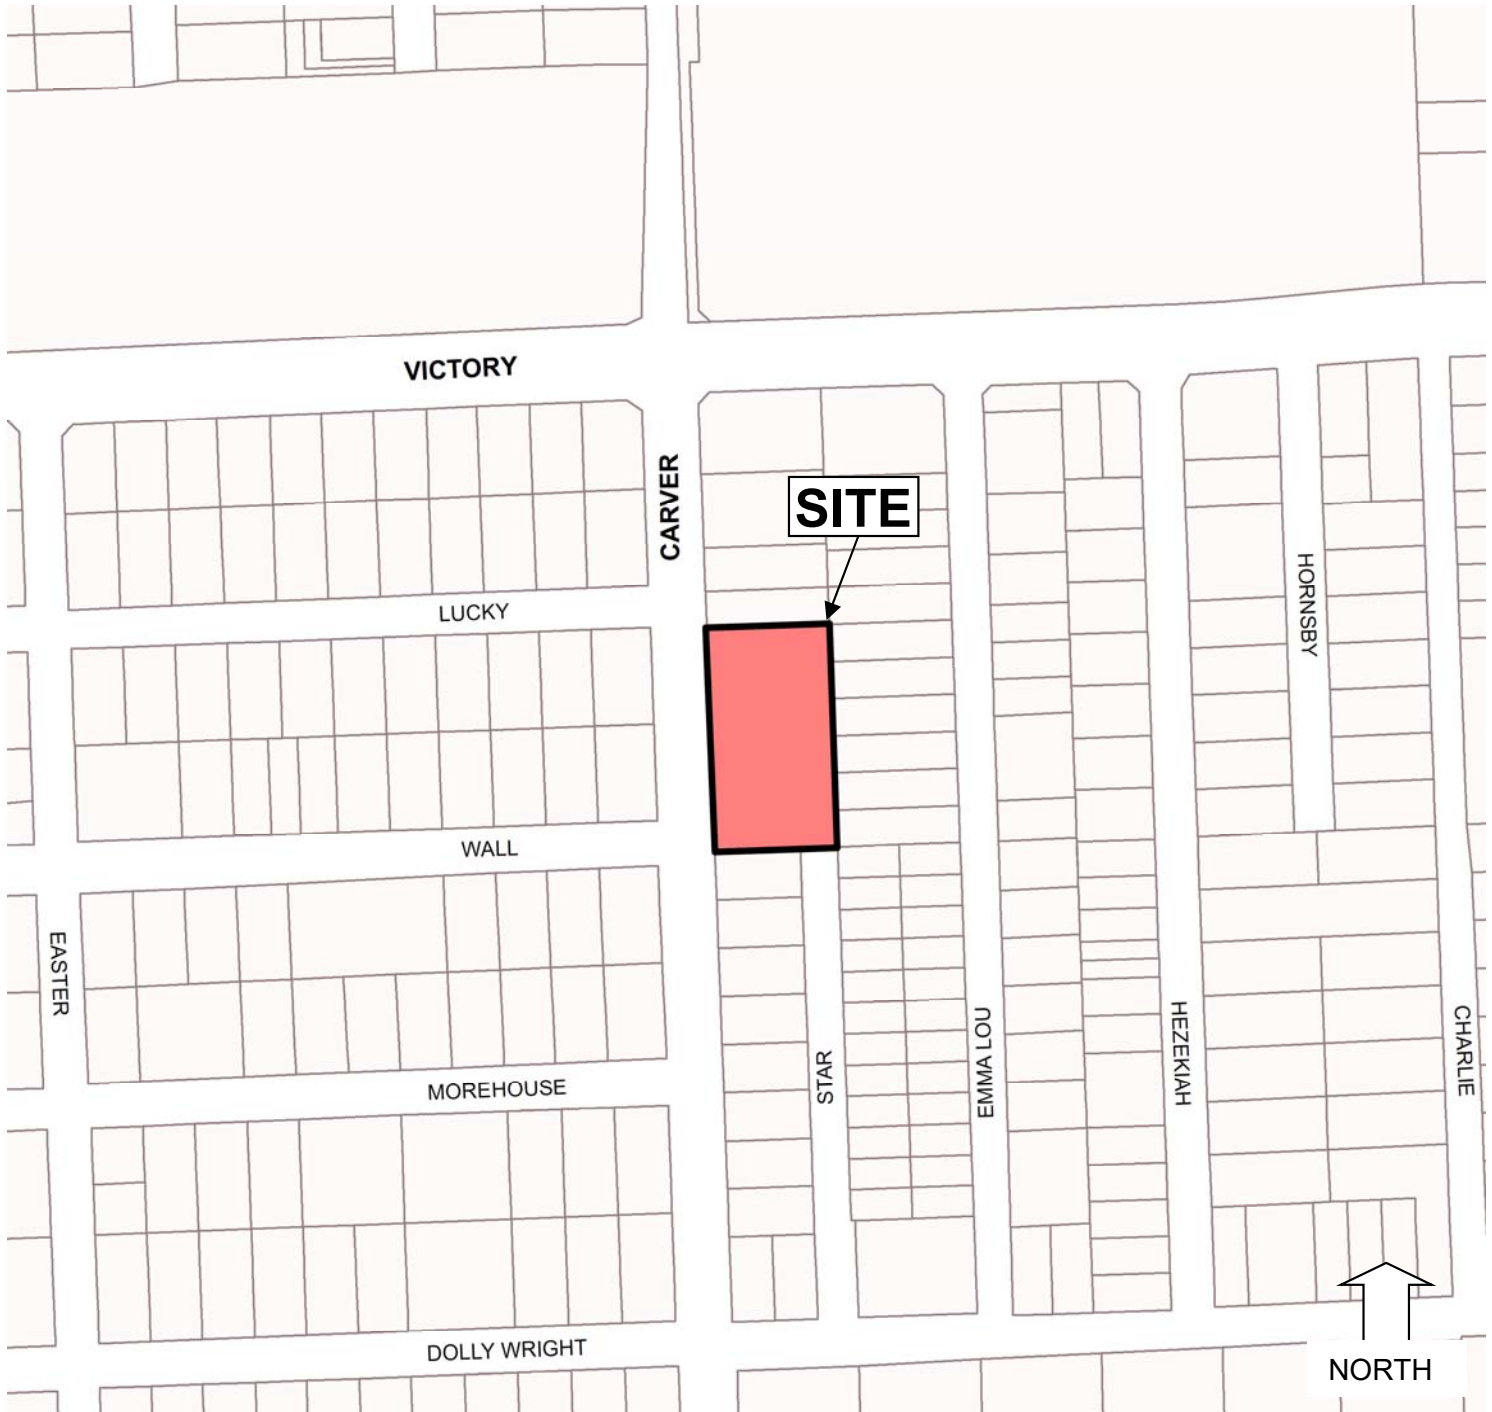 VICTORY
CARVER
SITE
HORNSBY
LUCKY
WALL
EASTER
STAR
EMMA LOU
HEZEKIAH
CHARLIE
MOREHOUSE
DOLLY WRIGHT
NORTH